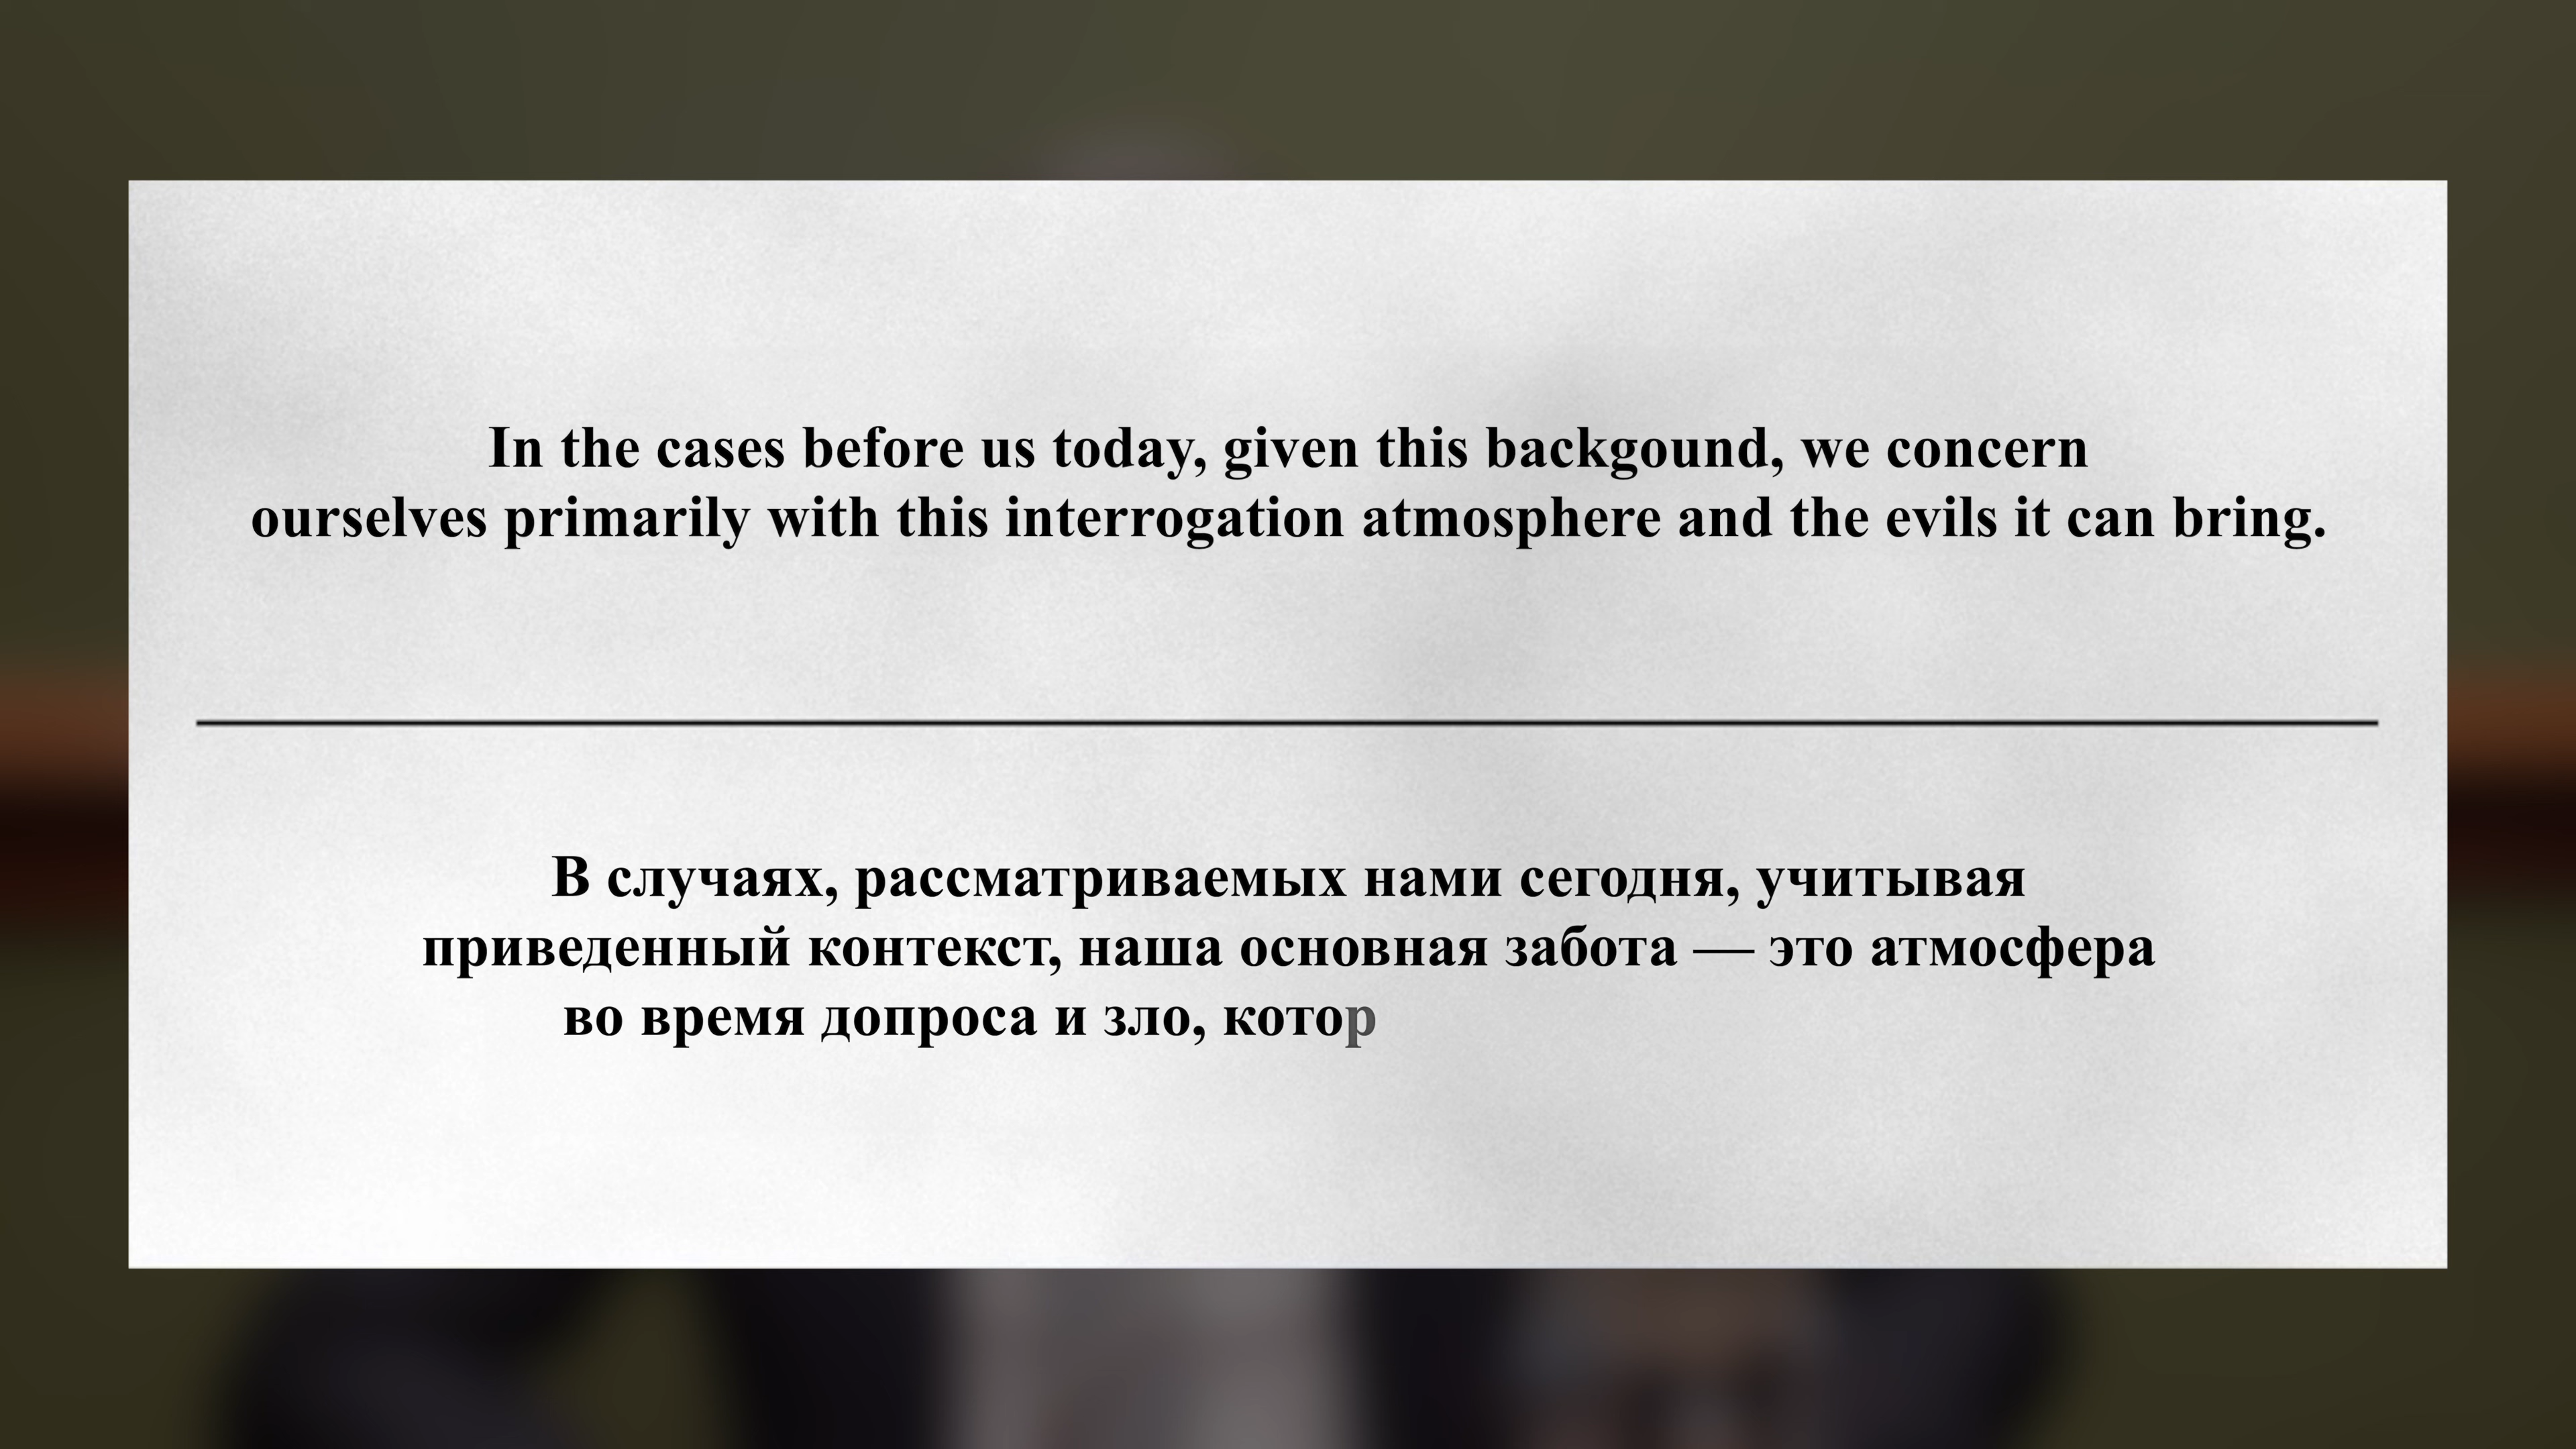 In the cases before us today, given this backgound, we concern
ourselves primarily with this interrogation atmosphere and the evils it can bring.
В случаях, рассматриваемых нами сегодня, учитывая
приведенный контекст, наша основная забота — это атмосфера
во время допроса и зло, котор